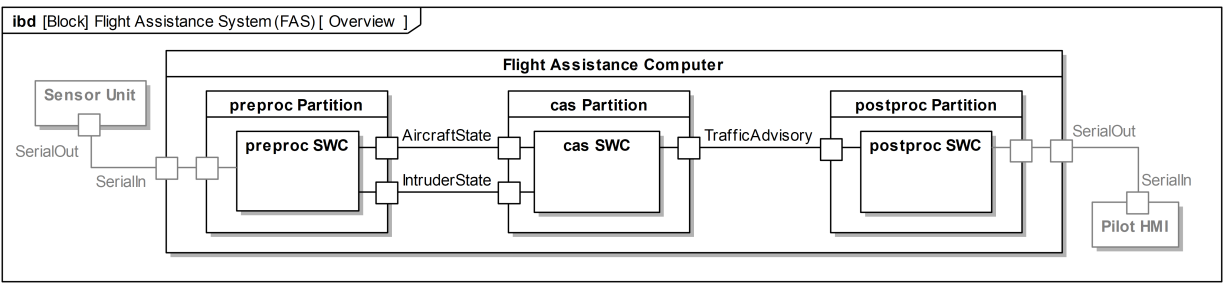 ibd [Block] Flight Assistance System (FAS) [ Overview ]
Flight Assistance Computer
Sensor Unit
preproc Partition
cas Partition
postproc Partition
AircraftState
TrafficAdvisory
SerialOut
preproc SWC
cas SWC
postproc SWC
SerialOut
SerialIn
IntruderState
SerialIn
Pilot HMI